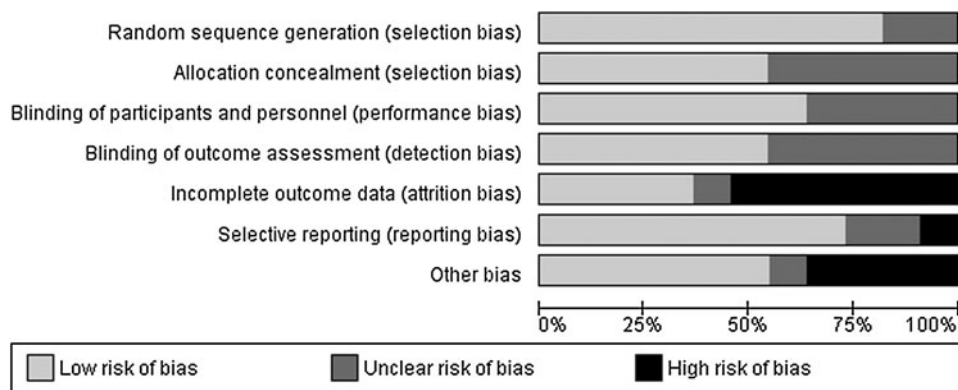 Random sequence generation (selection bias)
Allocation concealment (selection bias)
Blinding of participants and personnel (performance bias)
Blinding of outcome assessment (detection bias)
Incomplete outcome data (attrition bias)
Selective reporting (reporting bias)
Other bias
0% 25% 50% 75% 100%
Low risk of bias Unclear risk of bias High risk of bias